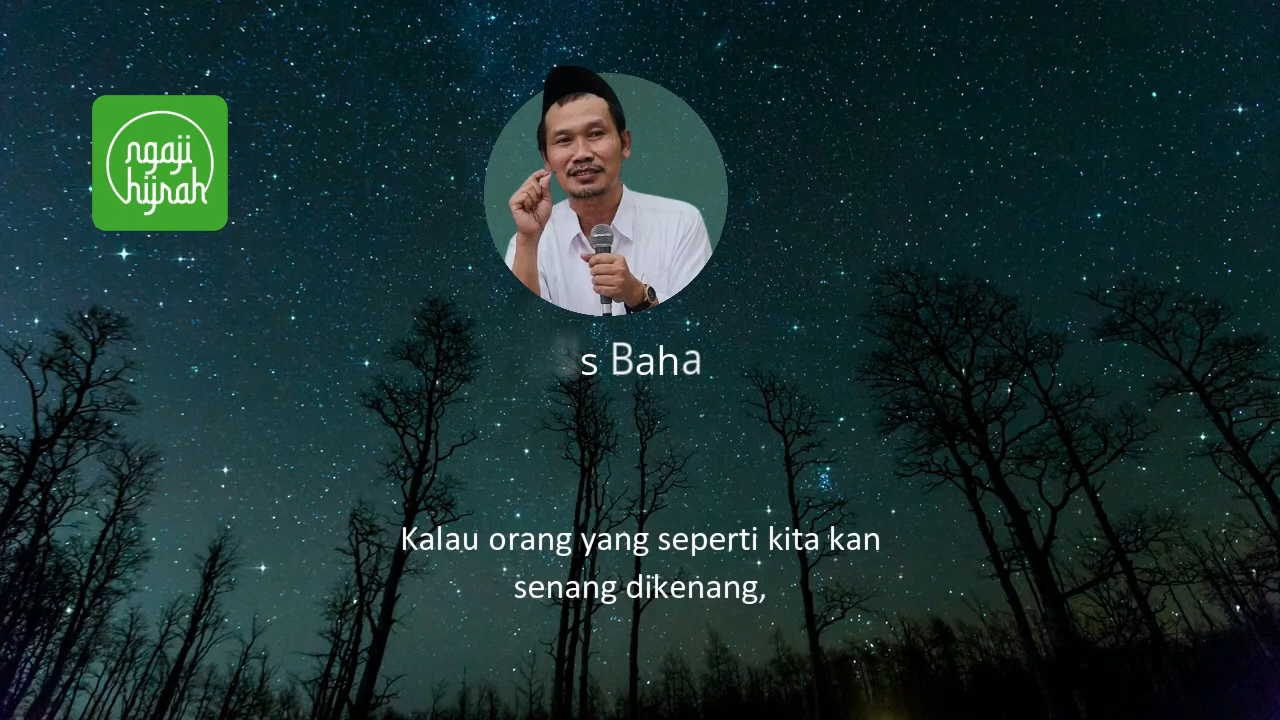 ngaji
hijrah
s Baha
Kalau orang yang seperti kita kan
senang dikenang,